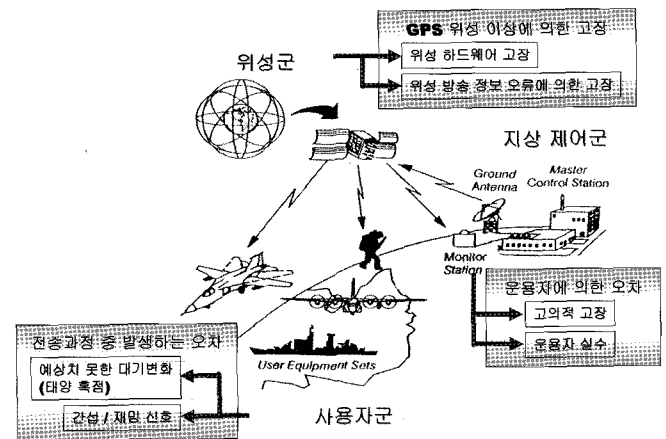 GPS 위성 이상에 의한 고장
위성 하드웨어 고장
위성 방송 정보 오류에 의한 고장
위성군
지상 제어군
Ground
Antenna
Master
Control Station
Monitor
Station
운용자에 의한 오차
고의적 고장
운용자 실수
전송과정 중 발생하는 오차
예상치 못한 대기변화
(태양 흑점)
간섭 / 재밍 신호
User Equipment Sets
사용자군